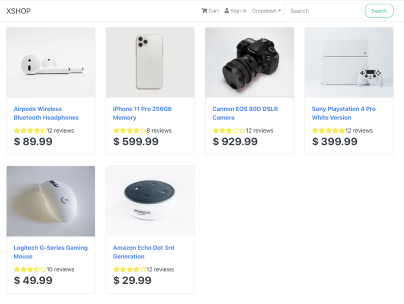 XSHOP Cart Sign In Dropdown Search Search
Airpods Wireless
Bluetooth Headphones
12 reviews
$ 89.99
iPhone 11 Pro 256GB
Memory
8 reviews
$ 599.99
Cannon EOS 80D DSLR
Camera
12 reviews
$ 929.99
Sony Playstation 4 Pro
White Version
12 reviews
$ 399.99
Logitech G-Series Gaming
Mouse
10 reviews
$ 49.99
amazon
Amazon Echo Dot 3rd
Generation
12 reviews
$ 29.99